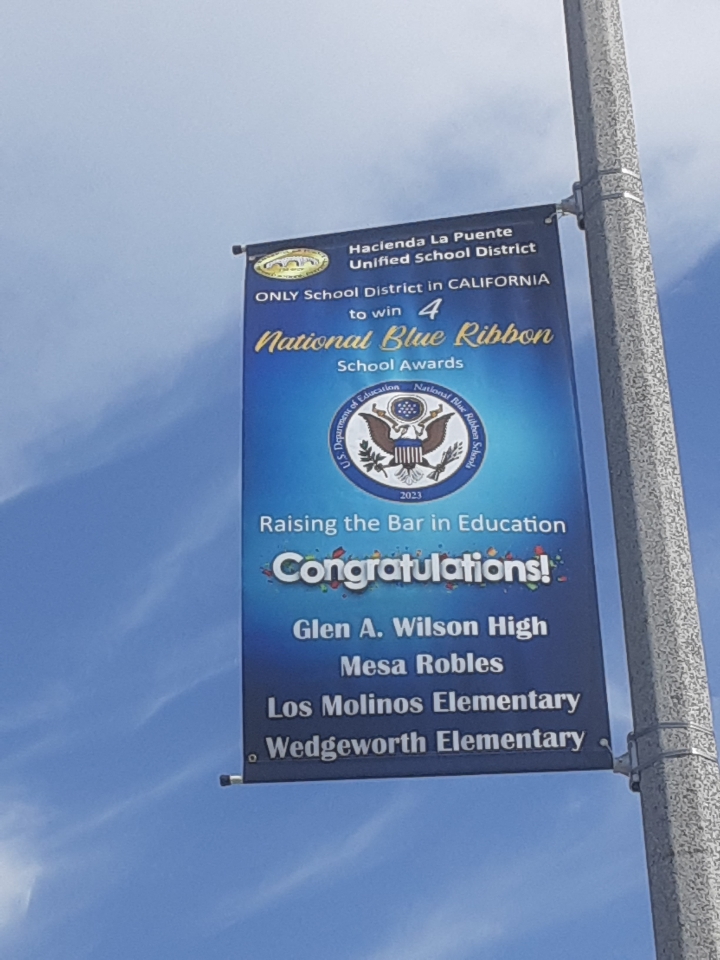 Hacienda La Puente
Unified School District
ONLY School District in CALIFORNIA
to win 4
National Blue Ribbon
School Awards
U.S. Department of Education National Blue Ribbon Schools
2023
Raising the Bar in Education
Congratulations!
Glen A. Wilson High
Mesa Robles
Los Molinos Elementary
Wedgeworth Elementary